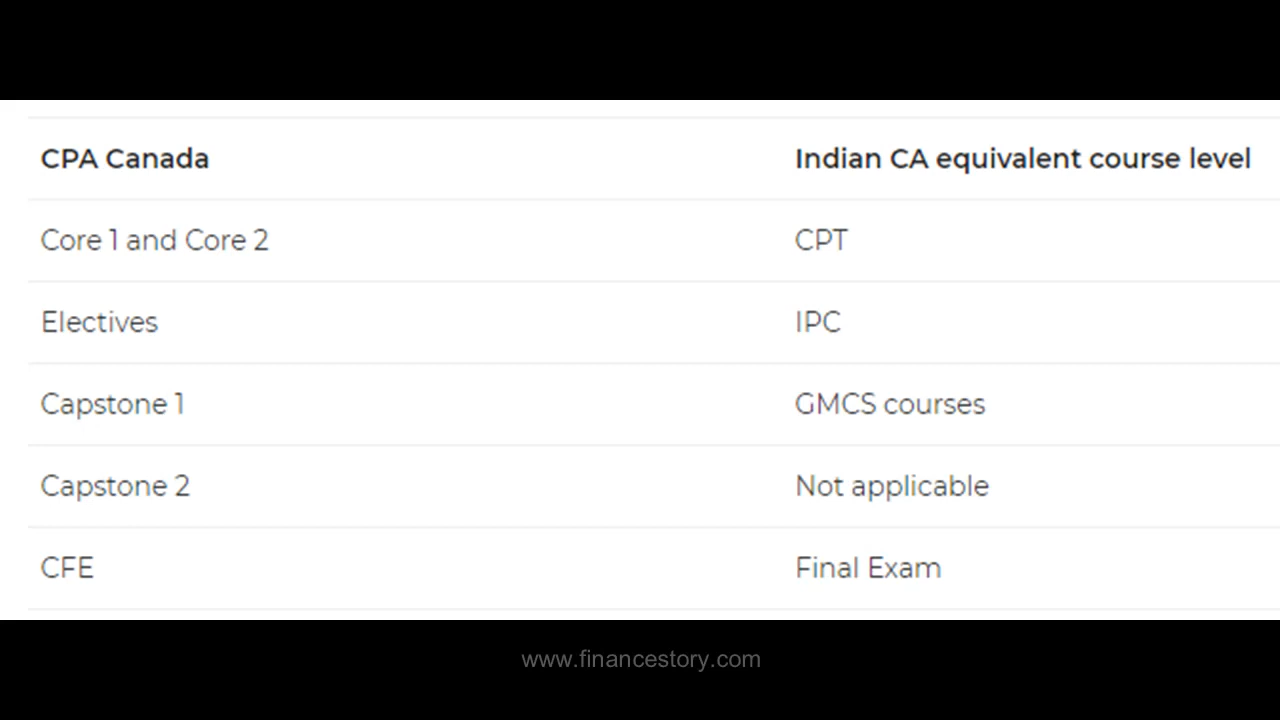 CPA Canada Indian CA equivalent course level
Core 1 and Core 2 CPT
Electives IPC
Capstone 1 GMCS courses
Capstone 2 Not applicable
CFE Final Exam
www.financestory.com